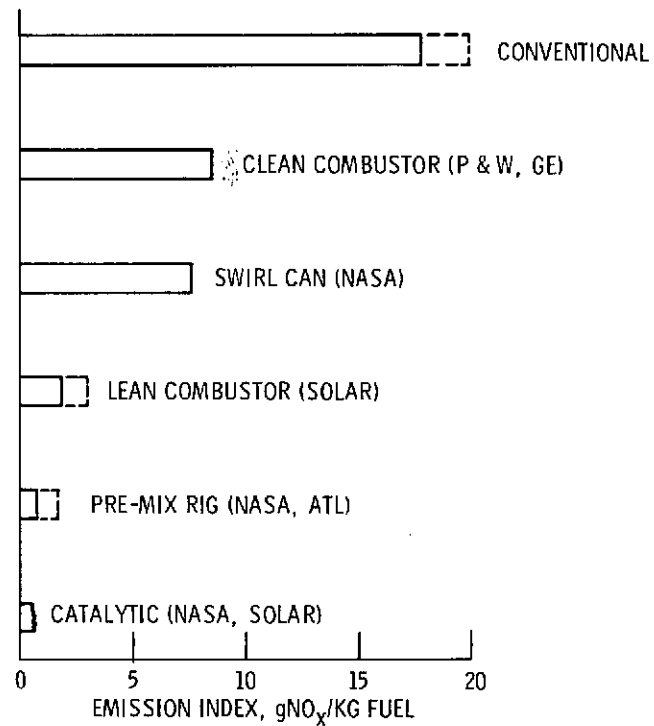 CONVENTIONAL
CLEAN COMBUSTOR (P & W, GE)
SWIRL CAN (NASA)
LEAN COMBUSTOR (SOLAR)
PRE-MIX RIG (NASA, ATL)
CATALYTIC (NASA, SOLAR)
0 5 10 15 20
EMISSION INDEX, gNOₓ/KG FUEL